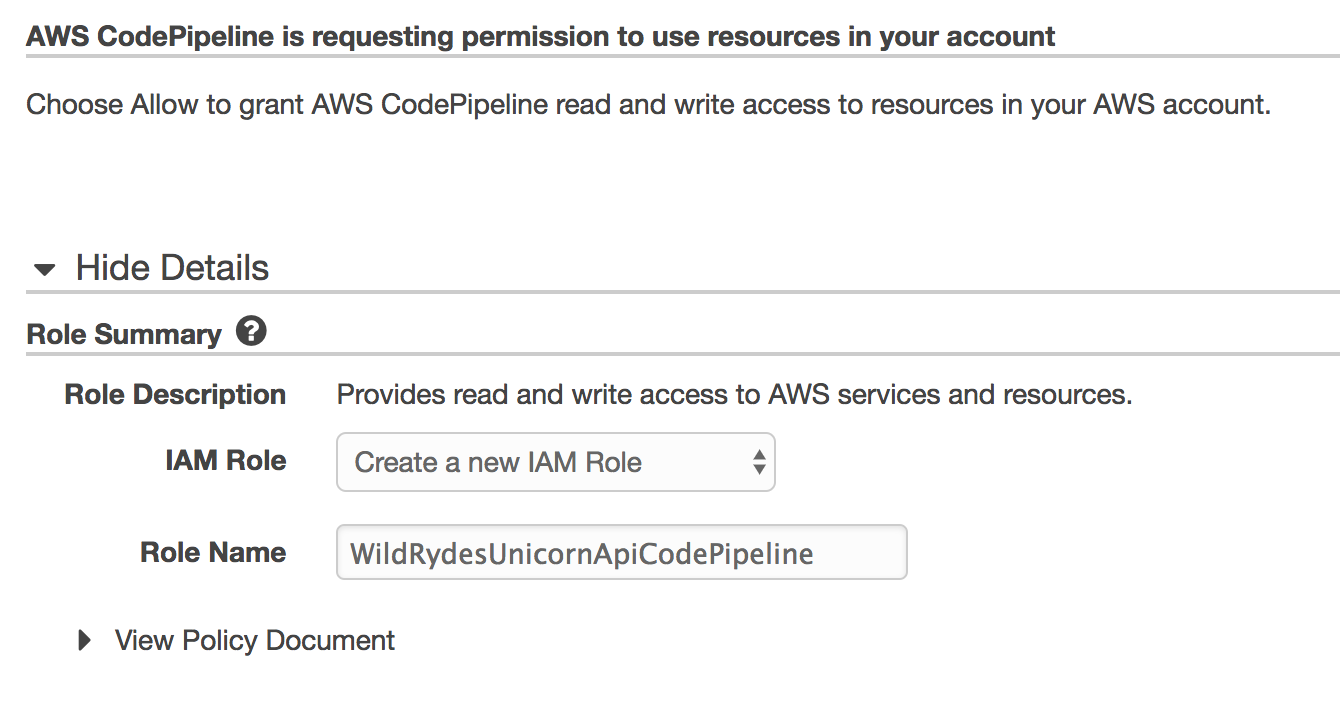 AWS CodePipeline is requesting permission to use resources in your account
Choose Allow to grant AWS CodePipeline read and write access to resources in your AWS account.
Hide Details
Role Summary ?
Role Description Provides read and write access to AWS services and resources.
IAM Role Create a new IAM Role
Role Name WildRydesUnicornApiCodePipeline
View Policy Document